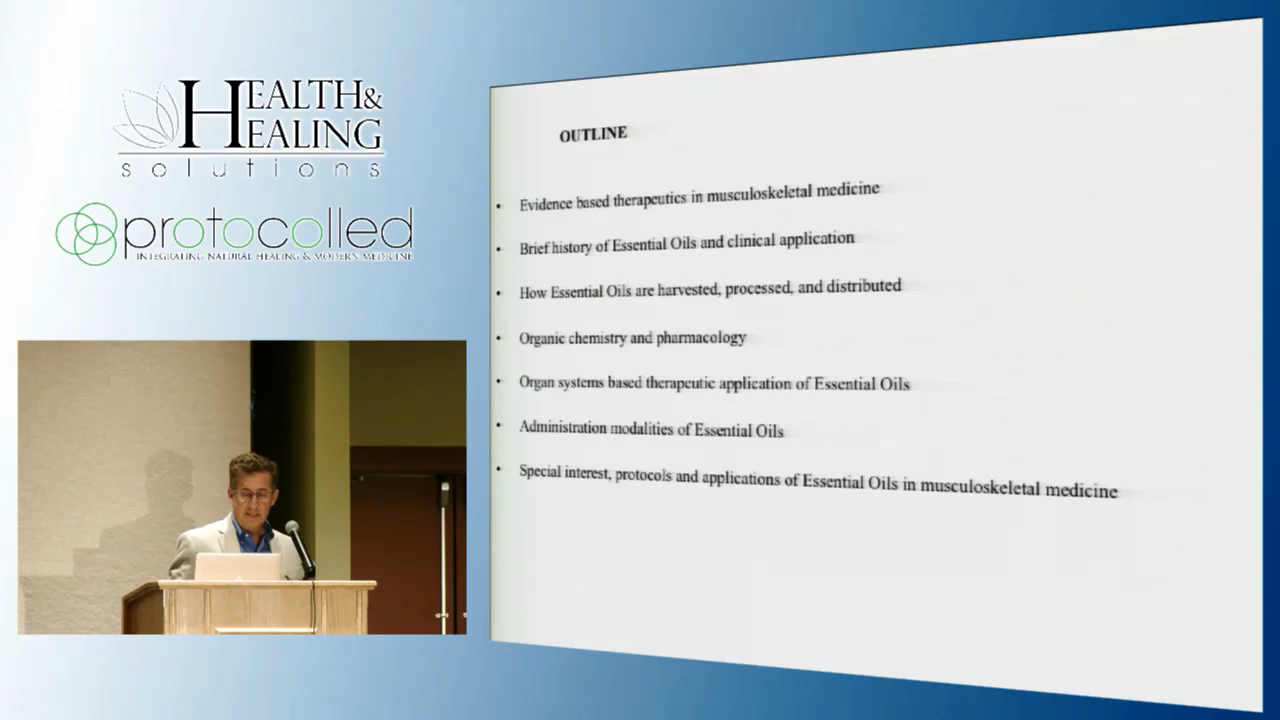 HEALTH&
HEALING
solutions
protocolled
INTEGRATING NATURAL HEALING & MODERN MEDICINE
OUTLINE
• Evidence based therapeutics in musculoskeletal medicine
• Brief history of Essential Oils and clinical application
• How Essential Oils are harvested, processed, and distributed
• Organic chemistry and pharmacology
• Organ systems based therapeutic application of Essential Oils
• Administration modalities of Essential Oils
• Special interest, protocols and applications of Essential Oils in musculoskeletal medicine